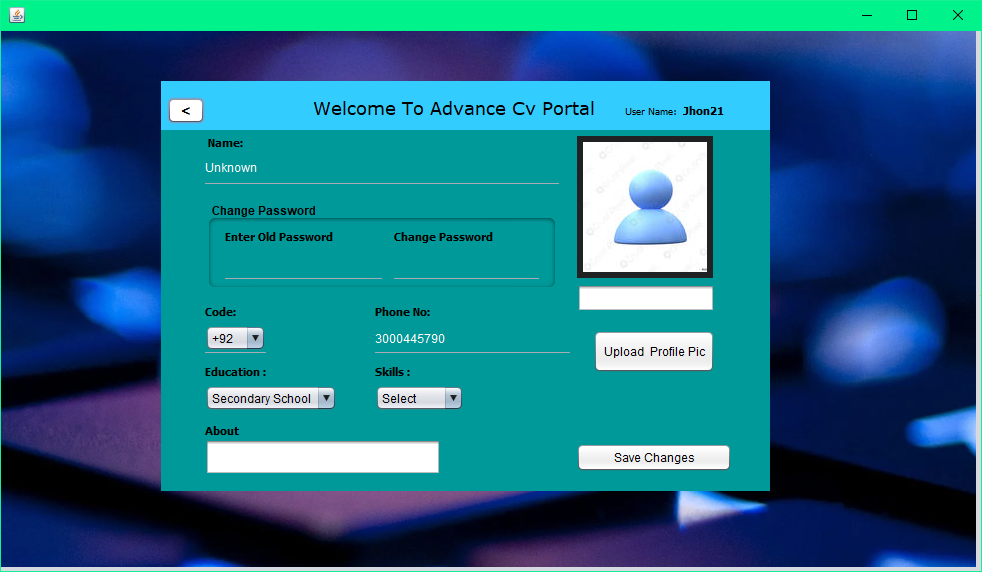 <
Welcome To Advance Cv Portal
User Name: Jhon21
Name:
Unknown
Change Password
Enter Old Password
Change Password
Code:
Phone No:
+92
3000445790
Upload Profile Pic
Education :
Skills :
Secondary School
Select
About
Save Changes